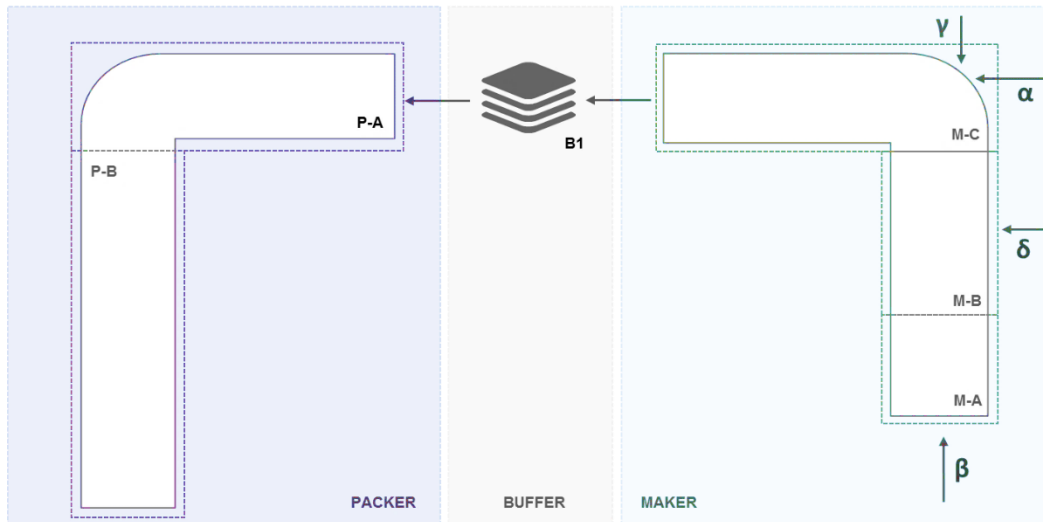 γ
α
P-A
B1
M-C
P-B
δ
M-B
M-A
β
PACKER
BUFFER
MAKER